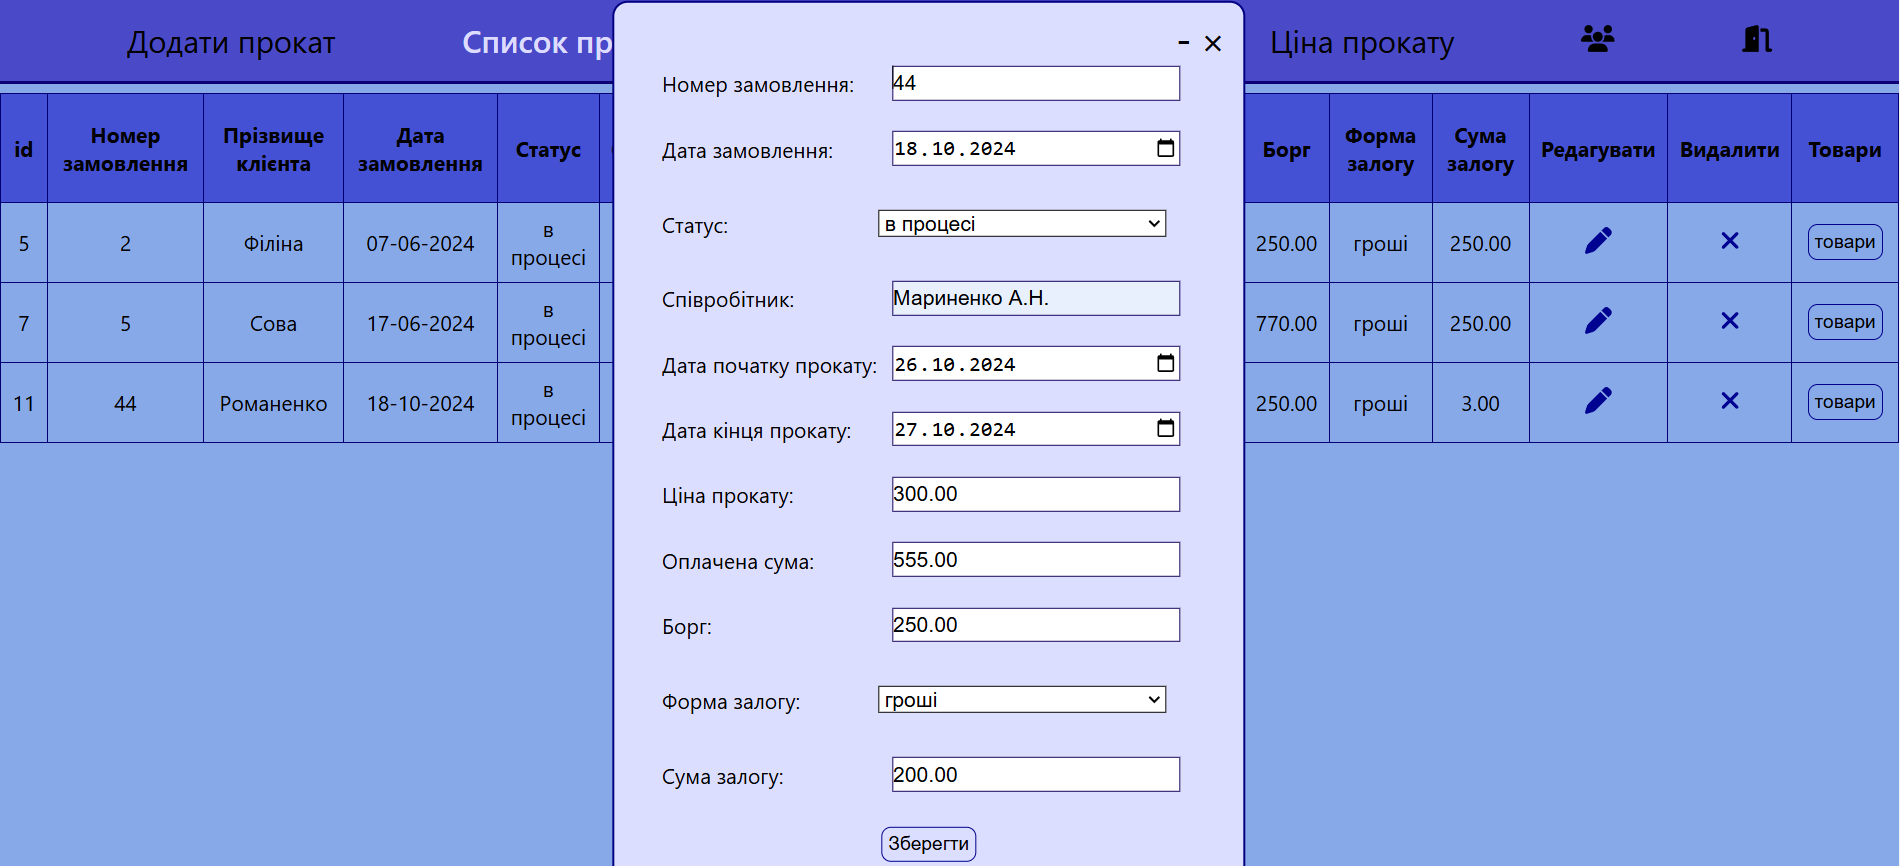 Додати прокат
Список пр
Ціна прокату
id
Номер замовлення
Прізвище клієнта
Дата замовлення
Статус
Борг
Форма залогу
Сума залогу
Редагувати
Видалити
Товари
5
2
Філіна
07-06-2024
в процесі
250.00
гроші
250.00
товари
7
5
Сова
17-06-2024
в процесі
770.00
гроші
250.00
товари
11
44
Романенко
18-10-2024
в процесі
250.00
гроші
3.00
товари
Номер замовлення: 44
Дата замовлення: 18.10.2024
Статус: в процесі
Співробітник: Мариненко А.Н.
Дата початку прокату: 26.10.2024
Дата кінця прокату: 27.10.2024
Ціна прокату: 300.00
Оплачена сума: 555.00
Борг: 250.00
Форма залогу: гроші
Сума залогу: 200.00
Зберегти